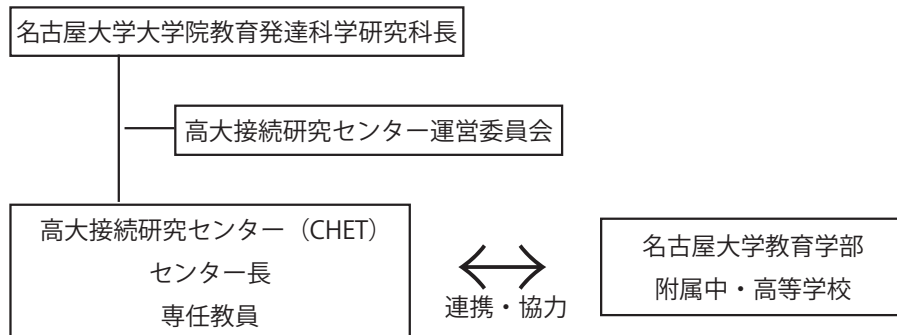 名古屋大学大学院教育発達科学研究科長
高大接続研究センター運営委員会
高大接続研究センター（CHET）
センター長
専任教員
連携・協力
名古屋大学教育学部
附属中・高等学校